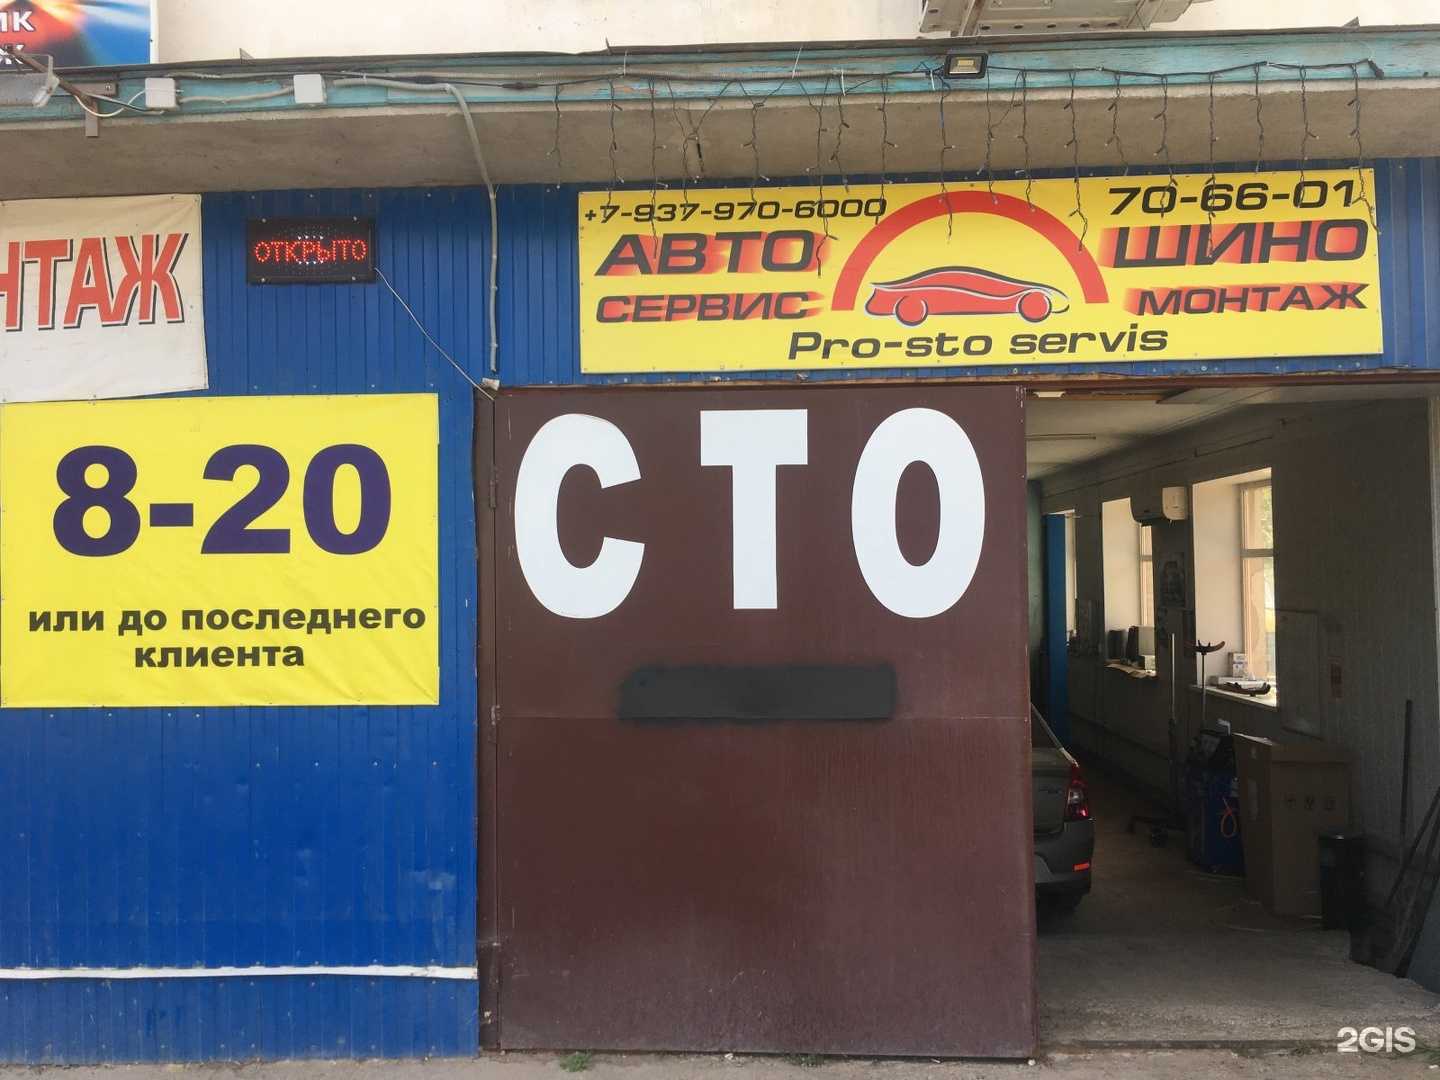 ИК
Ж
НТАЖ
ОТКРЫТО
+7-937-970-6000
70-66-01
АВТО
ШИНО
СЕРВИС
МОНТАЖ
Pro-sto servis
8-20
или до последнего
клиента
СТО
2GIS